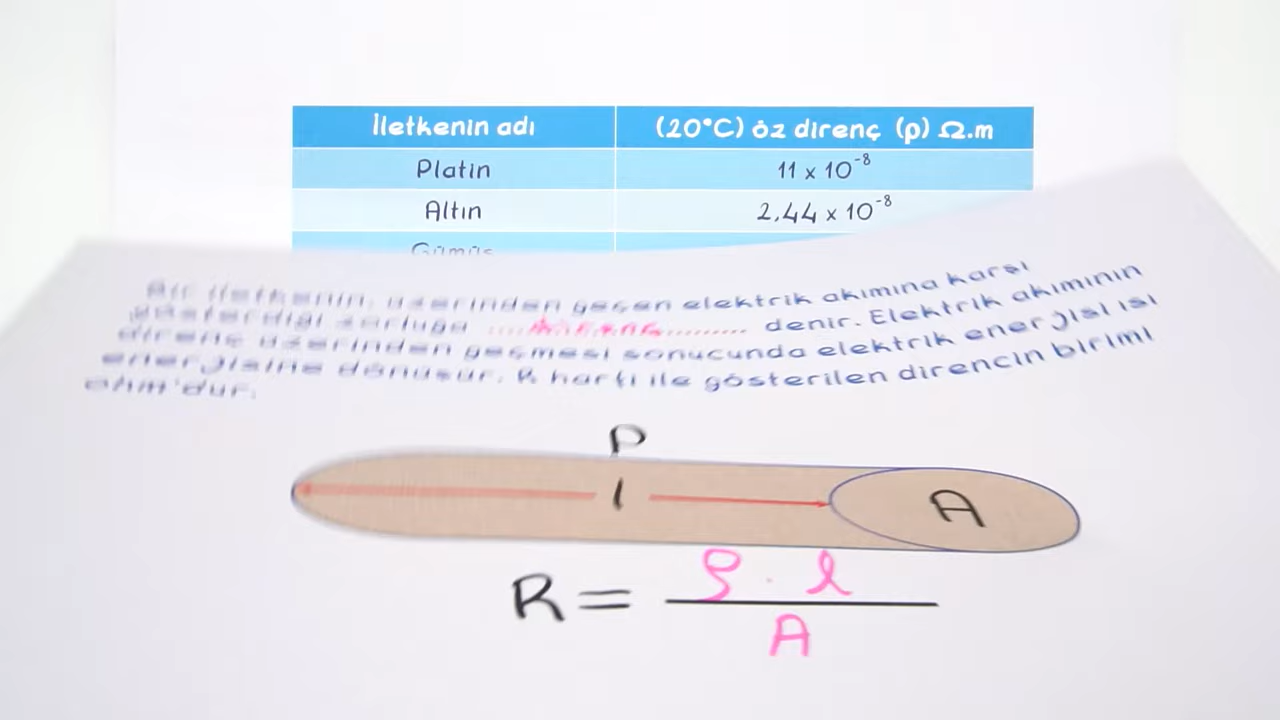 İletkenin adı (20°C) öz direnç (ρ) Ω.m
Platin 11 x 10⁻⁸
Altın 2,44 x 10⁻⁸
Gümüş
Bir iletkenin, üzerinden geçen elektrik akımına karşı
gösterdiği zorluğa ...... ......... denir. Elektrik akımının
direnç üzerinden geçmesi sonucunda elektrik enerjisi ısı
enerjisine dönüşür. R harfi ile gösterilen direncin birimi
ohm'dur.
ρ
l
A
R = ρ . l
A